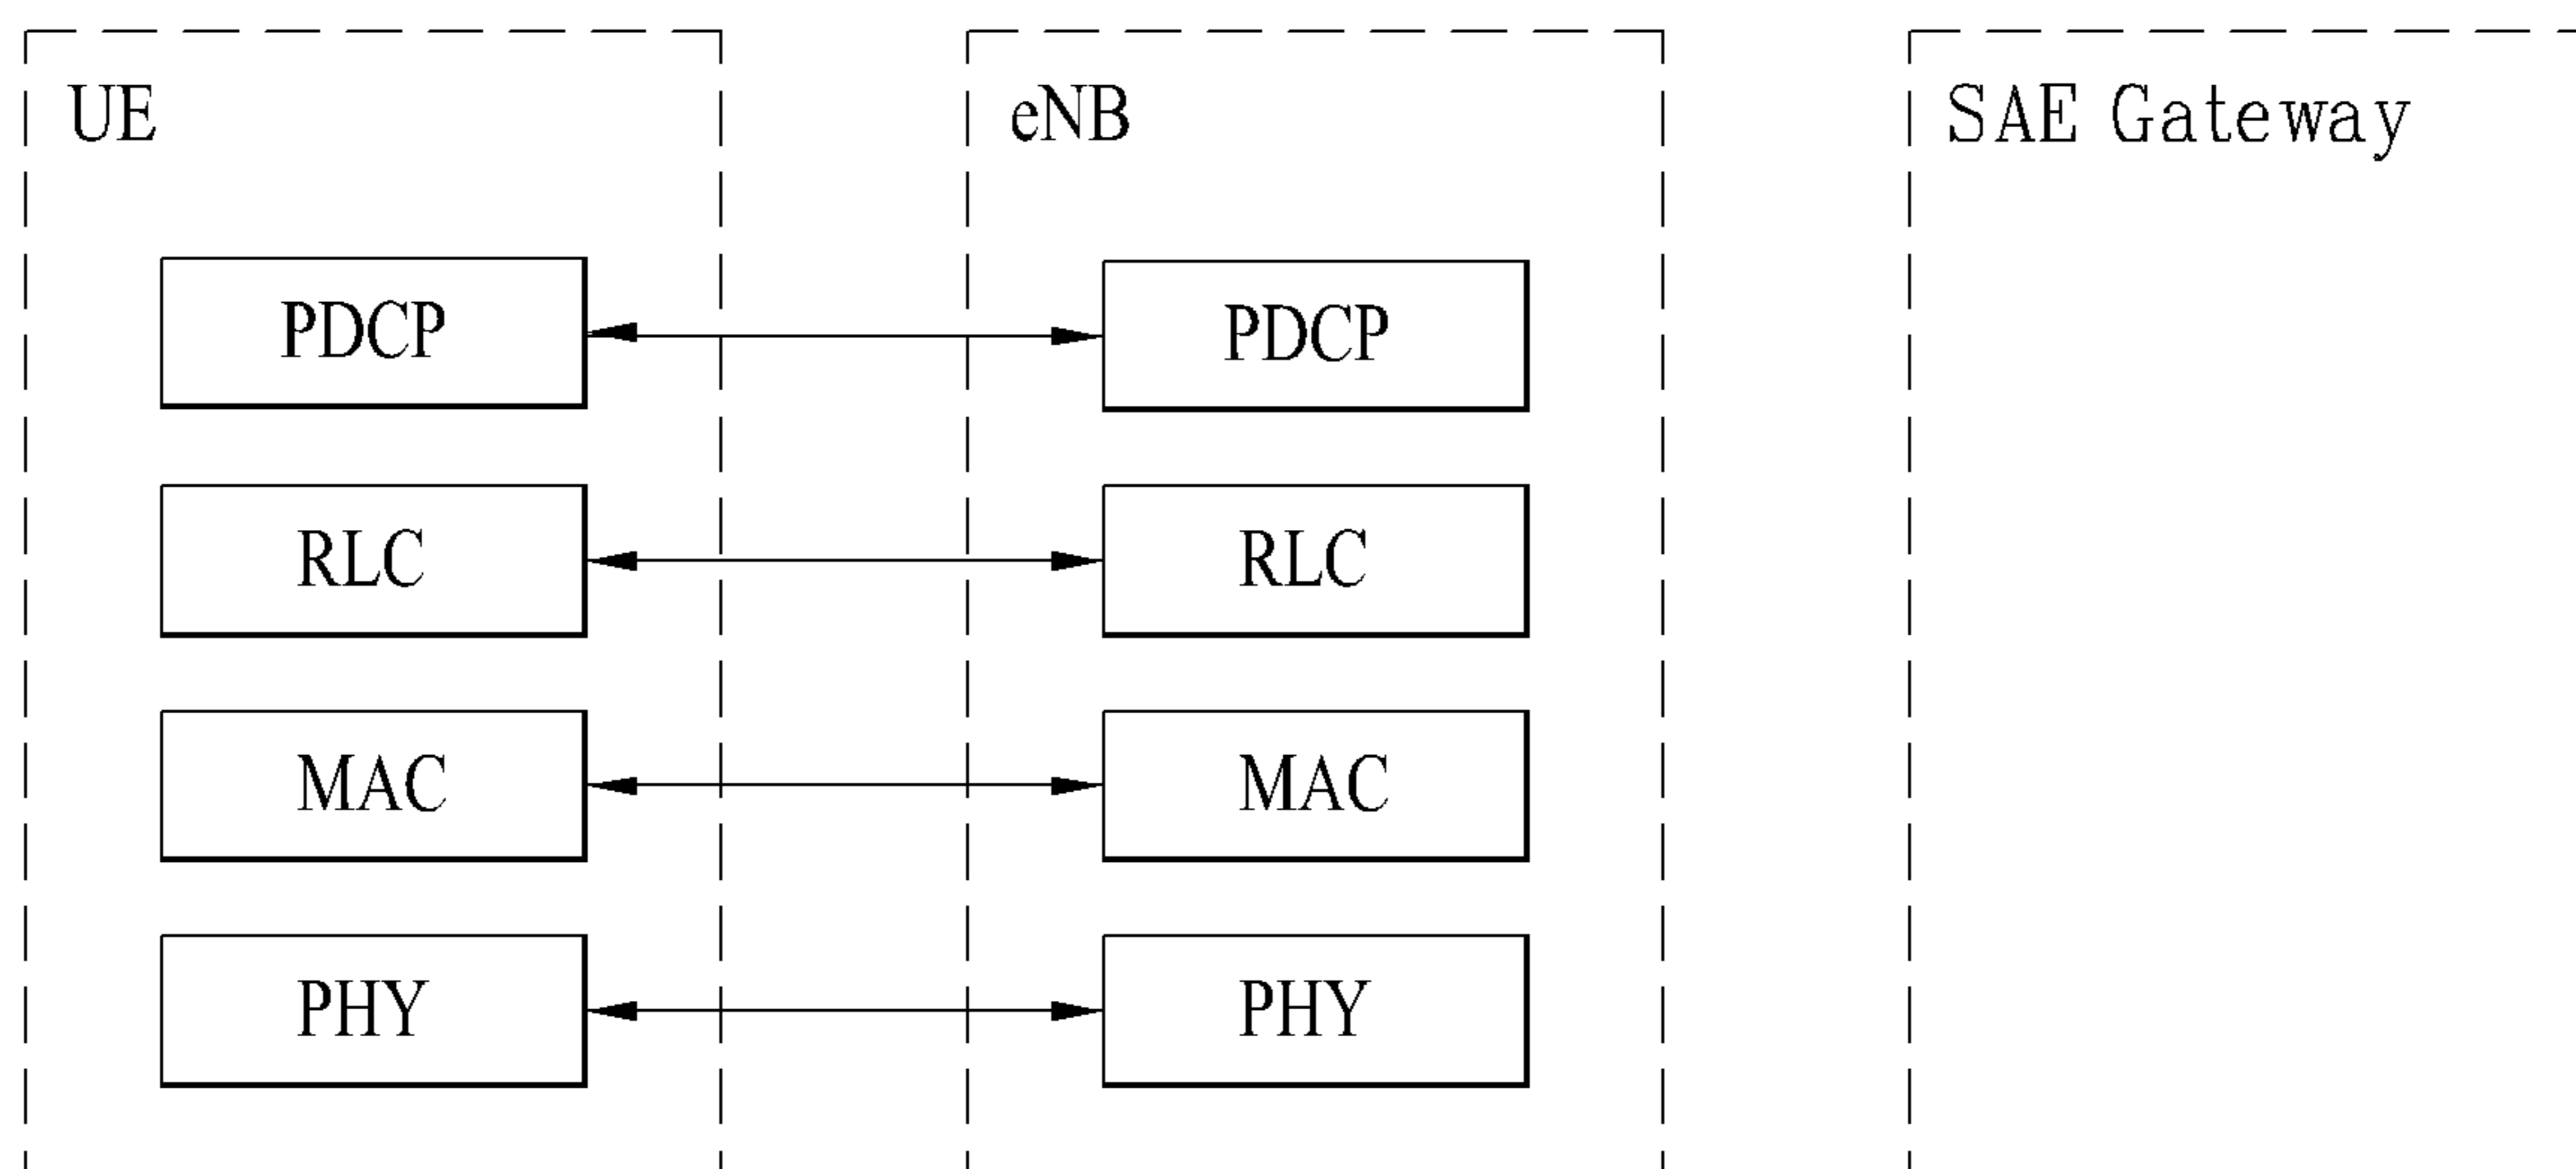 UE
eNB
SAE Gateway
PDCP
PDCP
RLC
RLC
MAC
MAC
PHY
PHY